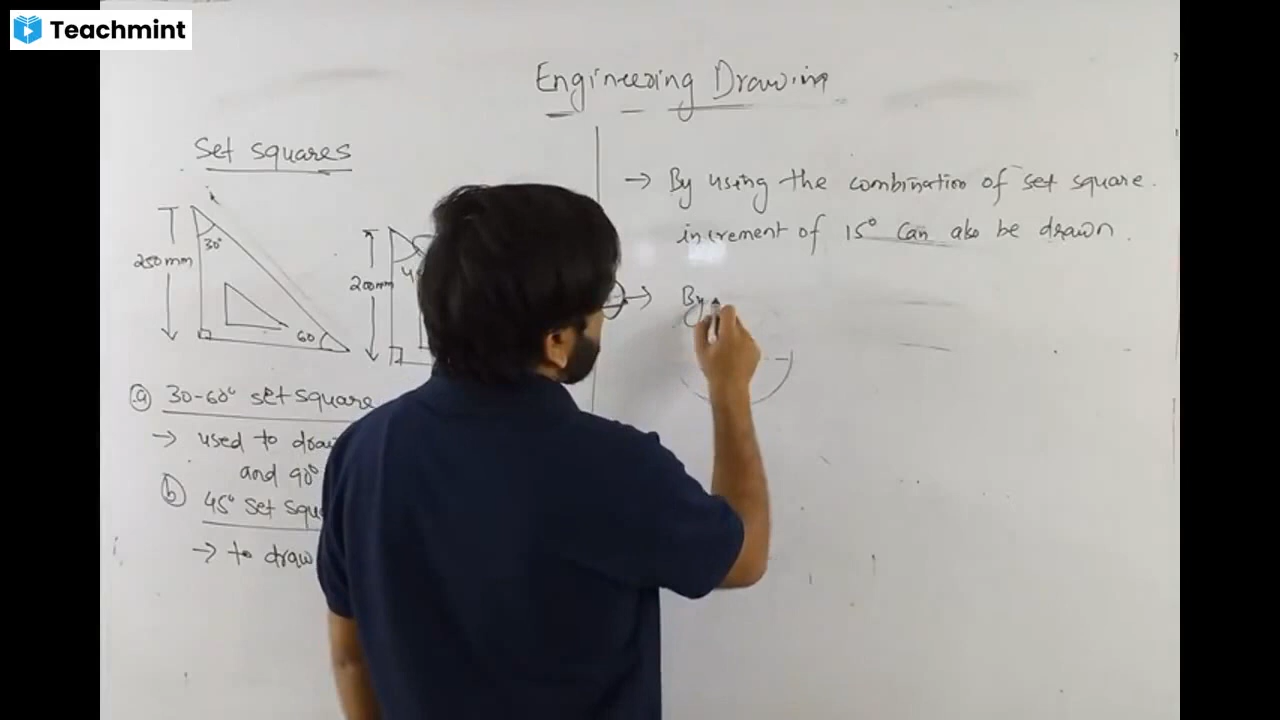 Teachmint
Engineering Drawing
Set squares
30°
250mm
60
200mm
(a) 30-60° set square
→ used to draw
and 90°
(b) 45° set
→ to draw
→ By using the combination of set square.
increment of 15° can also be drawn.
→ By